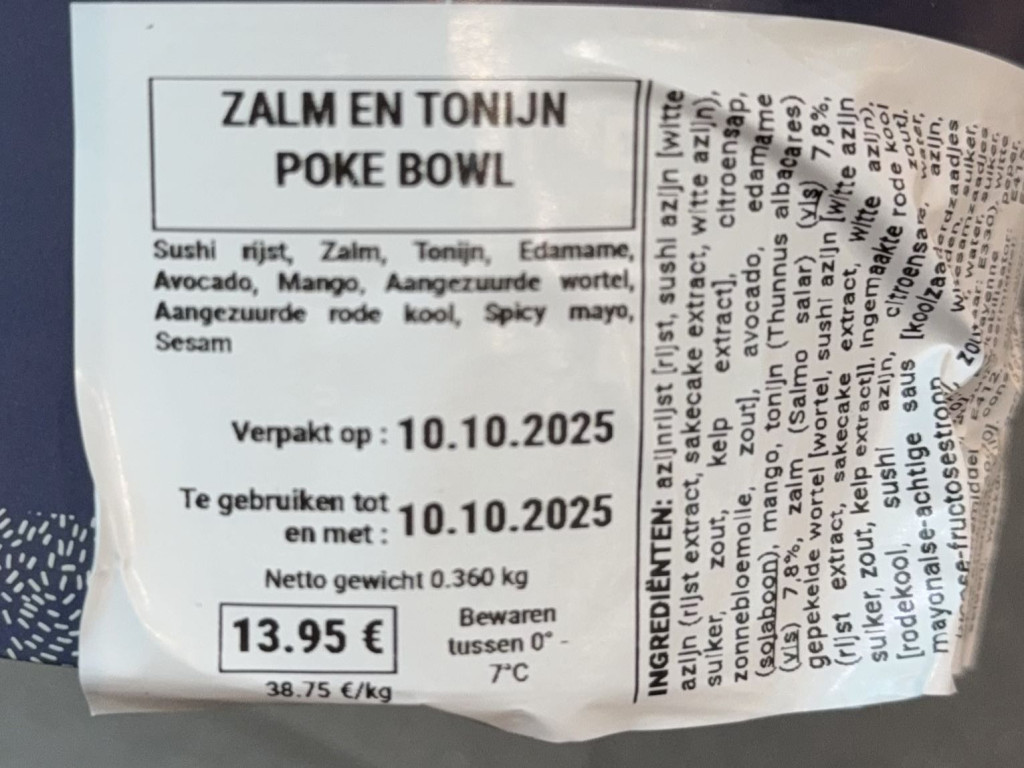 ZALM EN TONIJN
POKE BOWL
Sushi rijst, Zalm, Tonijn, Edamame,
Avocado, Mango, Aangezuurde wortel,
Aangezuurde rode kool, Spicy mayo,
Sesam
Verpakt op : 10.10.2025
Te gebruiken tot
en met : 10.10.2025
Netto gewicht 0.360 kg
13.95 €
38.75 €/kg
Bewaren
tussen 0° -
7°C
INGREDIËNTEN: azijnrijst [rijst, sushi azijn [witte
azijn (rijst extract, sakecake extract, witte azijn),
suiker, zout, kelp extract], citroensap,
zonnebloemolie, zout], avocado, edamame
(sojaboon), mango, tonijn (Thunnus albacares)
(vis) 7,8%, zalm (Salmo salar) (vis) 7,8%,
gepekelde wortel [wortel, sushi azijn [witte azijn
(rijst extract, sakecake extract, witte azijn),
suiker, zout, kelp extract]], ingemaakte rode kool
[rodekool, sushi azijn, citroensap, zout],
mayonaise-achtige saus [koolzaad water,
azijn,